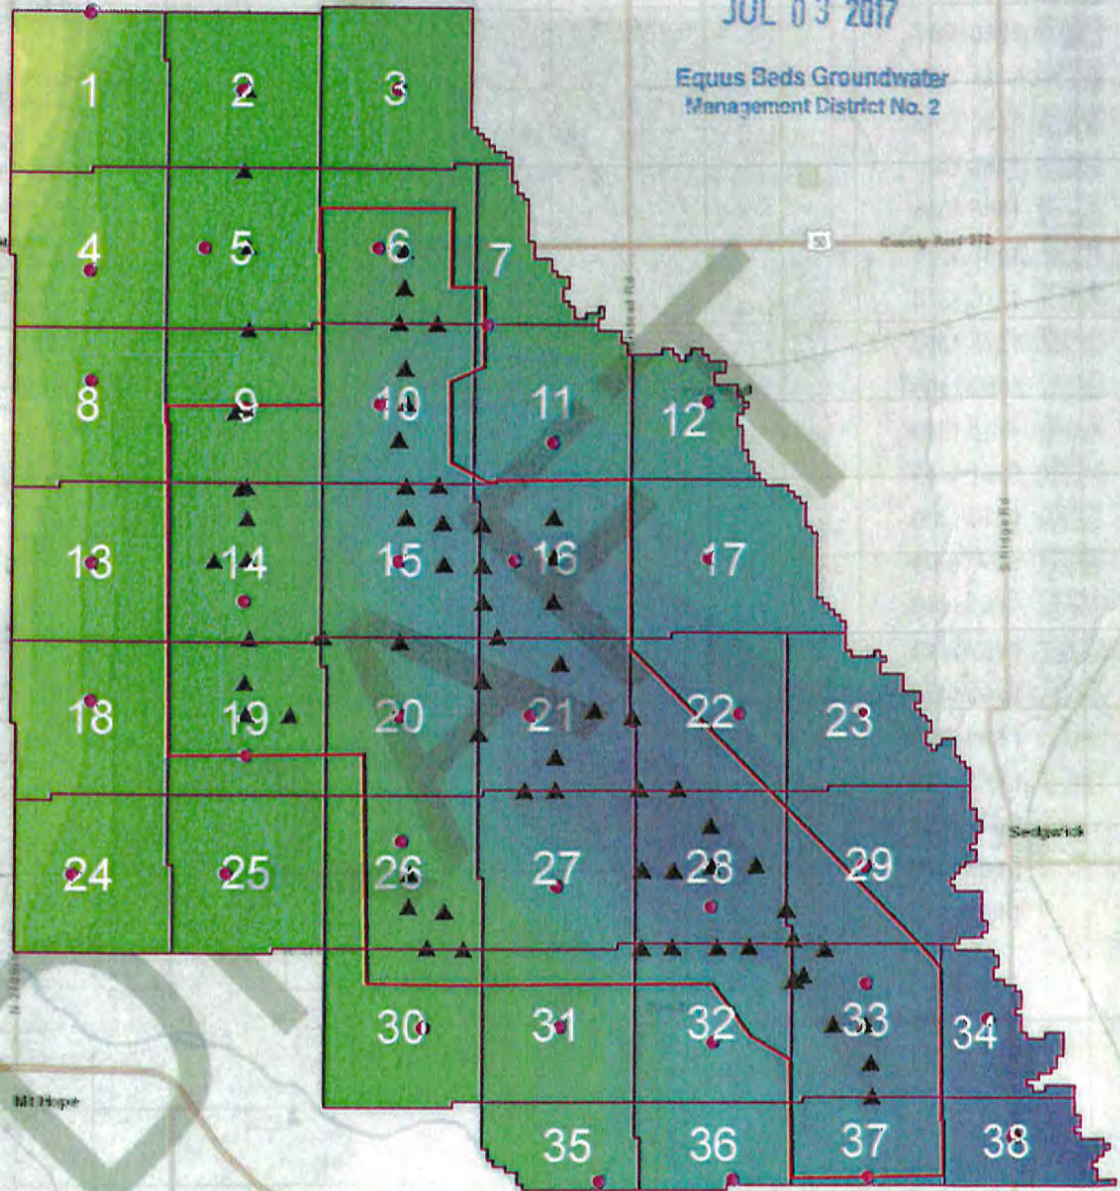 JUL 03 2017
Equus Beds Groundwater
Management District No. 2
1 2 3
4 5 6 7
50
8 9 10 11 12
13 14 15 16 17
18 19 20 21 22 23
Sedgwick
24 25 26 27 28 29
30 31 32 33 34
Mt Hope
35 36 37 38
DRAFT